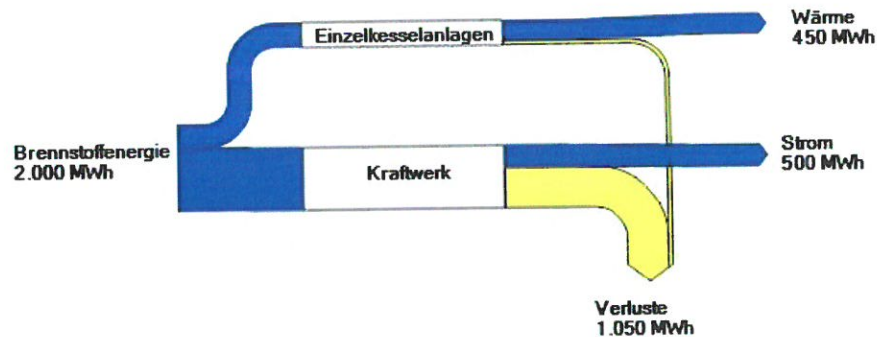 Einzelkesselanlagen
Wärme
450 MWh
Brennstoffenergie
2.000 MWh
Kraftwerk
Strom
500 MWh
Verluste
1.050 MWh